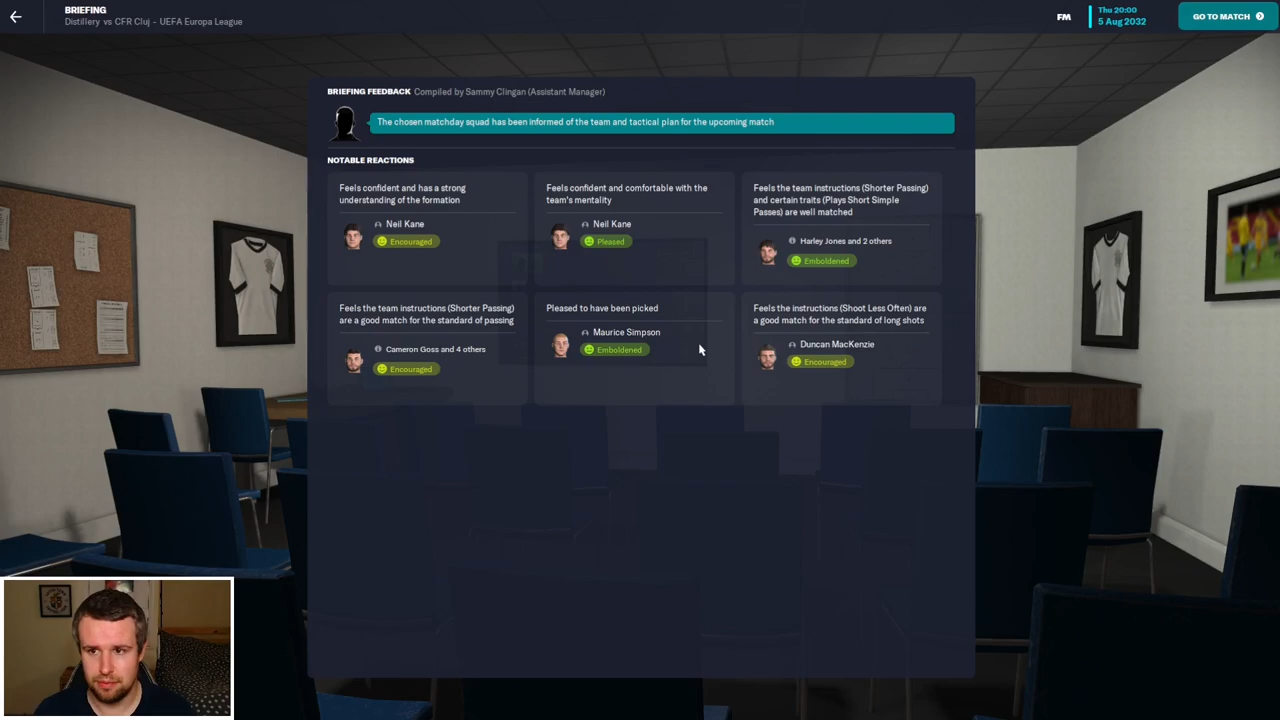 BRIEFING
Distillery vs CFR Cluj - UEFA Europa League
FM
Thu 20:00
5 Aug 2032
GO TO MATCH
BRIEFING FEEDBACK Compiled by Sammy Clingan (Assistant Manager)
The chosen matchday squad has been informed of the team and tactical plan for the upcoming match
NOTABLE REACTIONS
Feels confident and has a strong
understanding of the formation
Neil Kane
Encouraged
Feels confident and comfortable with the
team's mentality
Neil Kane
Pleased
Feels the team instructions (Shorter Passing)
and certain traits (Plays Short Simple
Passes) are well matched
Harley Jones and 2 others
Emboldened
Feels the team instructions (Shorter Passing)
are a good match for the standard of passing
Cameron Goss and 4 others
Encouraged
Pleased to have been picked
Maurice Simpson
Emboldened
Feels the instructions (Shoot Less Often) are
a good match for the standard of long shots
Duncan MacKenzie
Encouraged